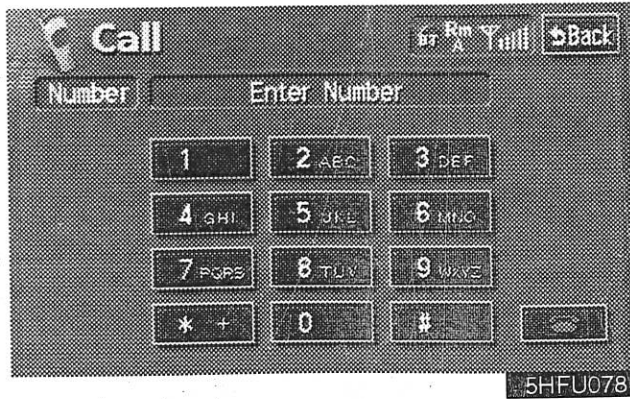 Call BT Rm A Back
Number Enter Number
1 2 ABC 3 DEF
4 GHI 5 JKL 6 MNO
7 PQRS 8 TUV 9 WXYZ
* + 0 #
5HFU078